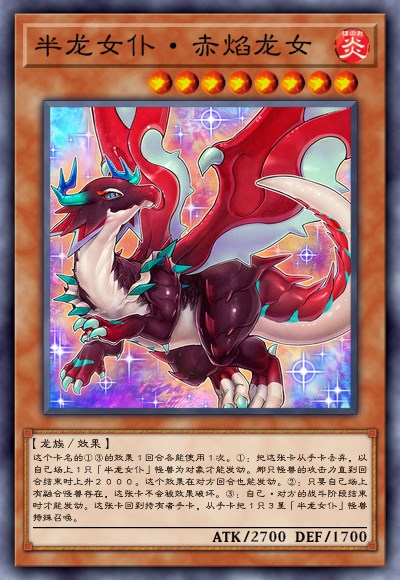 半龙女仆·赤焰龙女
ほのお
炎
【龙族／效果】
这个卡名的①③的效果1回合各能使用1次。①：把这张卡从手卡丢弃，以
自己场上1只「半龙女仆」怪兽为对象才能发动。那只怪兽的攻击力直到回
合结束时上升2000。这个效果在对方回合也能发动。②：只要自己场上
有融合怪兽存在，这张卡不会被效果破坏。③：自己·对方的战斗阶段结束
时才能发动。这张卡回到持有者手卡，从手卡把1只3星「半龙女仆」怪兽
特殊召唤。
ATK/2700 DEF/1700